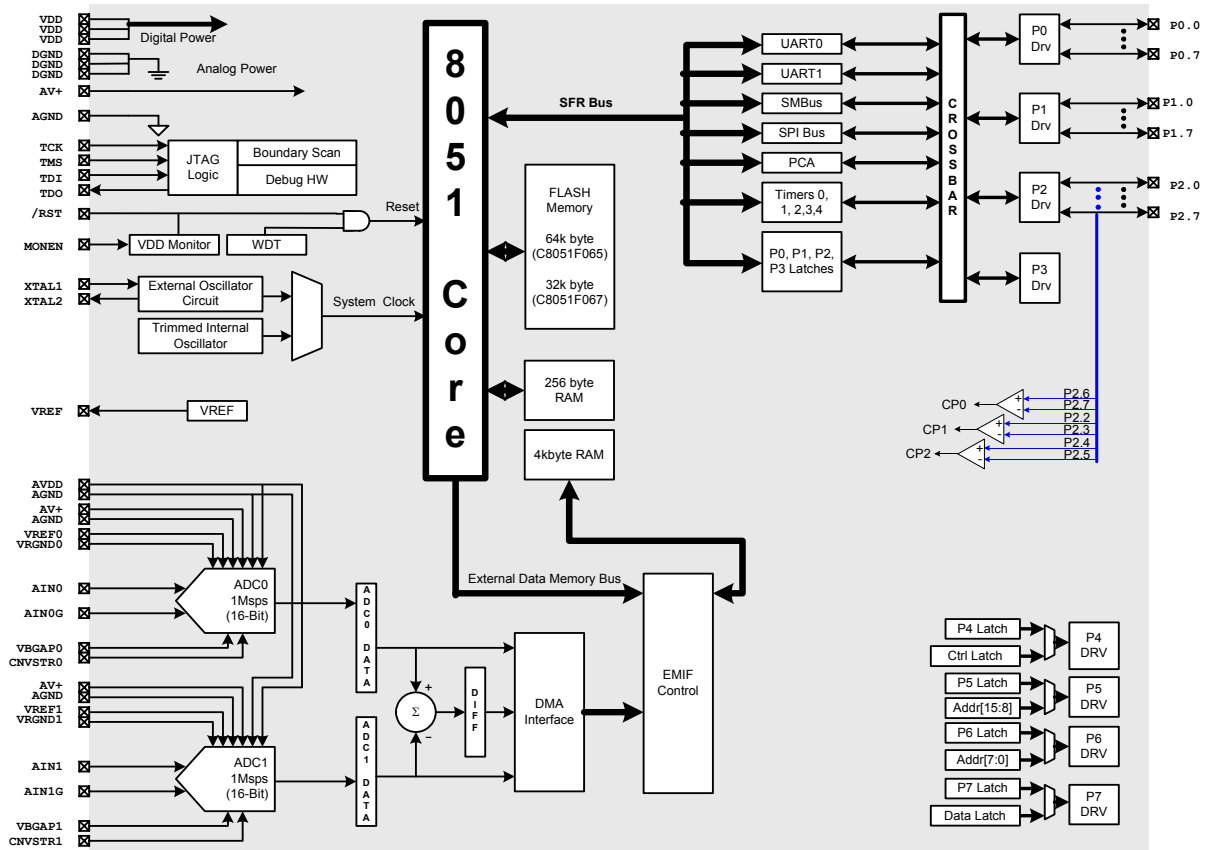 VDD
VDD
VDD
Digital Power
DGND
DGND
DGND
Analog Power
AV+
AGND
TCK
TMS
TDI
TDO
JTAG
Logic
Boundary Scan
Debug HW
/RST
Reset
MONEN
VDD Monitor
WDT
XTAL1
XTAL2
External Oscillator
Circuit
System Clock
Trimmed Internal
Oscillator
VREF
VREF
8051 Core
SFR Bus
FLASH
Memory
64k byte
(C8051F065)
32k byte
(C8051F067)
256 byte
RAM
4kbyte RAM
UART0
UART1
SMBus
SPI Bus
PCA
Timers 0,
1, 2,3,4
P0, P1, P2,
P3 Latches
CROSSBAR
P0
Drv
P0.0
P0.7
P1
Drv
P1.0
P1.7
P2
Drv
P2.0
P2.7
P3
Drv
CP0
+
-
P2.6
P2.7
CP1
+
-
P2.2
P2.3
CP2
+
-
P2.4
P2.5
AVDD
AGND
AV+
AGND
VREF0
VRGND0
AIN0
AIN0G
VBGAP0
CNVSTR0
ADC0
1Msps
(16-Bit)
ADC0 DATA
AV+
AGND
VREF1
VRGND1
AIN1
AIN1G
VBGAP1
CNVSTR1
ADC1
1Msps
(16-Bit)
ADC1 DATA
+
Σ
−
DIFF
DMA
Interface
External Data Memory Bus
EMIF
Control
P4 Latch
Ctrl Latch
P4
DRV
P5 Latch
Addr[15:8]
P5
DRV
P6 Latch
Addr[7:0]
P6
DRV
P7 Latch
Data Latch
P7
DRV